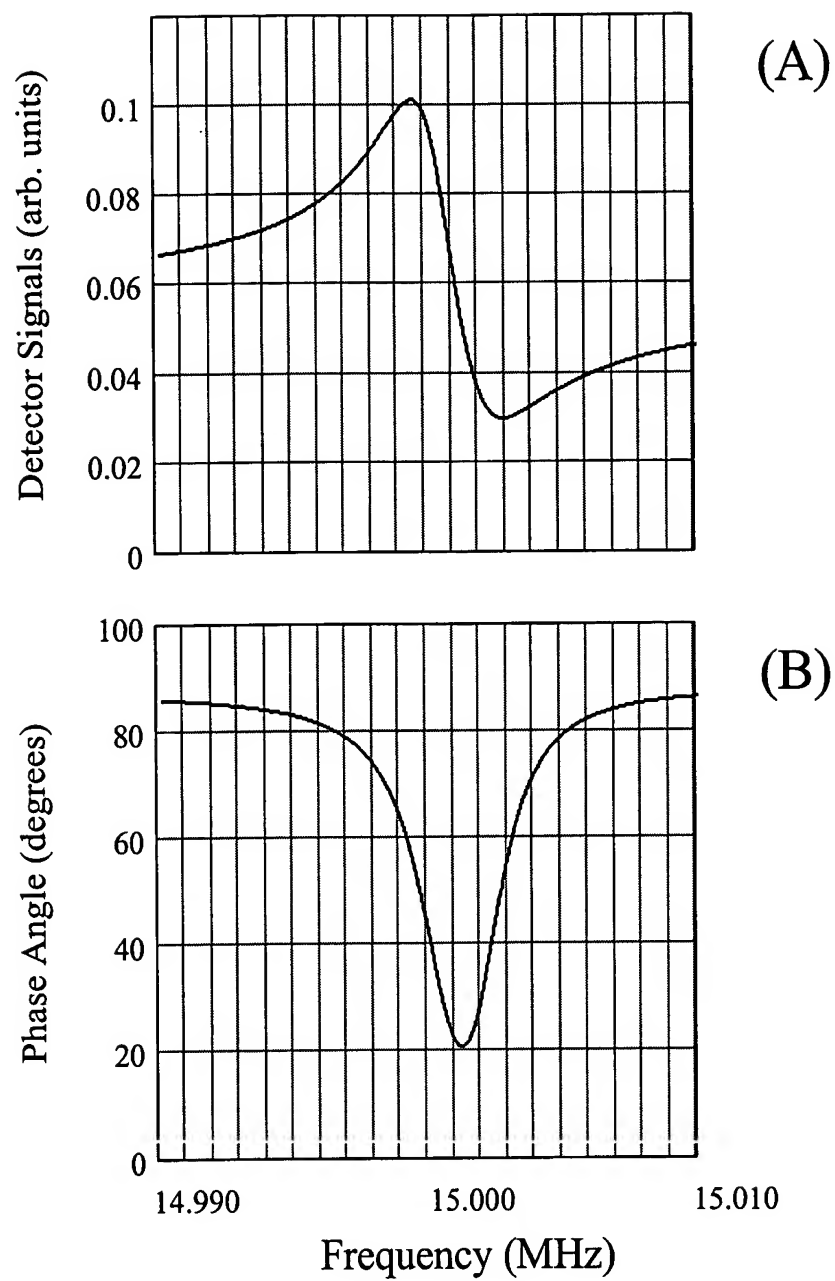 (A)
Detector Signals (arb. units)
0.1
0.08
0.06
0.04
0.02
0
(B)
Phase Angle (degrees)
100
80
60
40
20
0
14.990 15.000 15.010
Frequency (MHz)